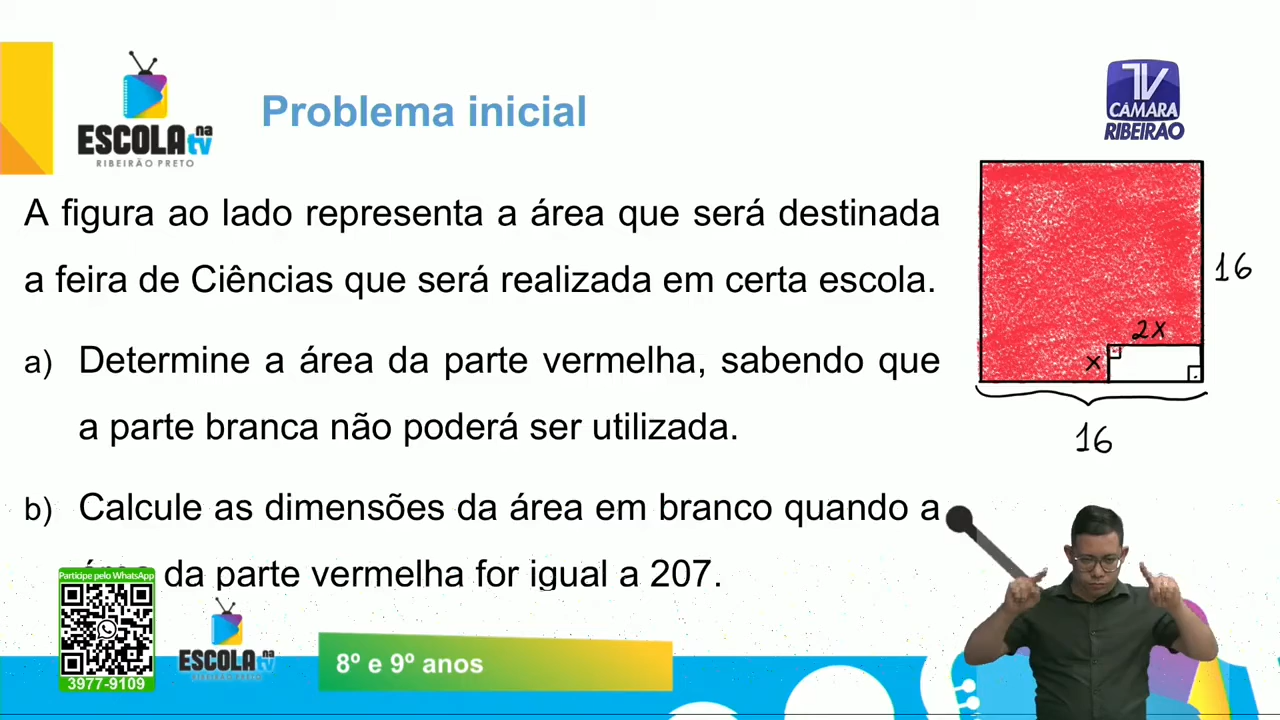 ESCOLA na tv
RIBEIRÃO PRETO
Problema inicial
TV
CÂMARA
RIBEIRÃO
A figura ao lado representa a área que será destinada
a feira de Ciências que será realizada em certa escola.
a) Determine a área da parte vermelha, sabendo que
a parte branca não poderá ser utilizada.
b) Calcule as dimensões da área em branco quando a
área da parte vermelha for igual a 207.
16
2x
x
16
Participe pelo WhatsApp
3977-9109
ESCOLA na tv
RIBEIRÃO PRETO
8º e 9º anos